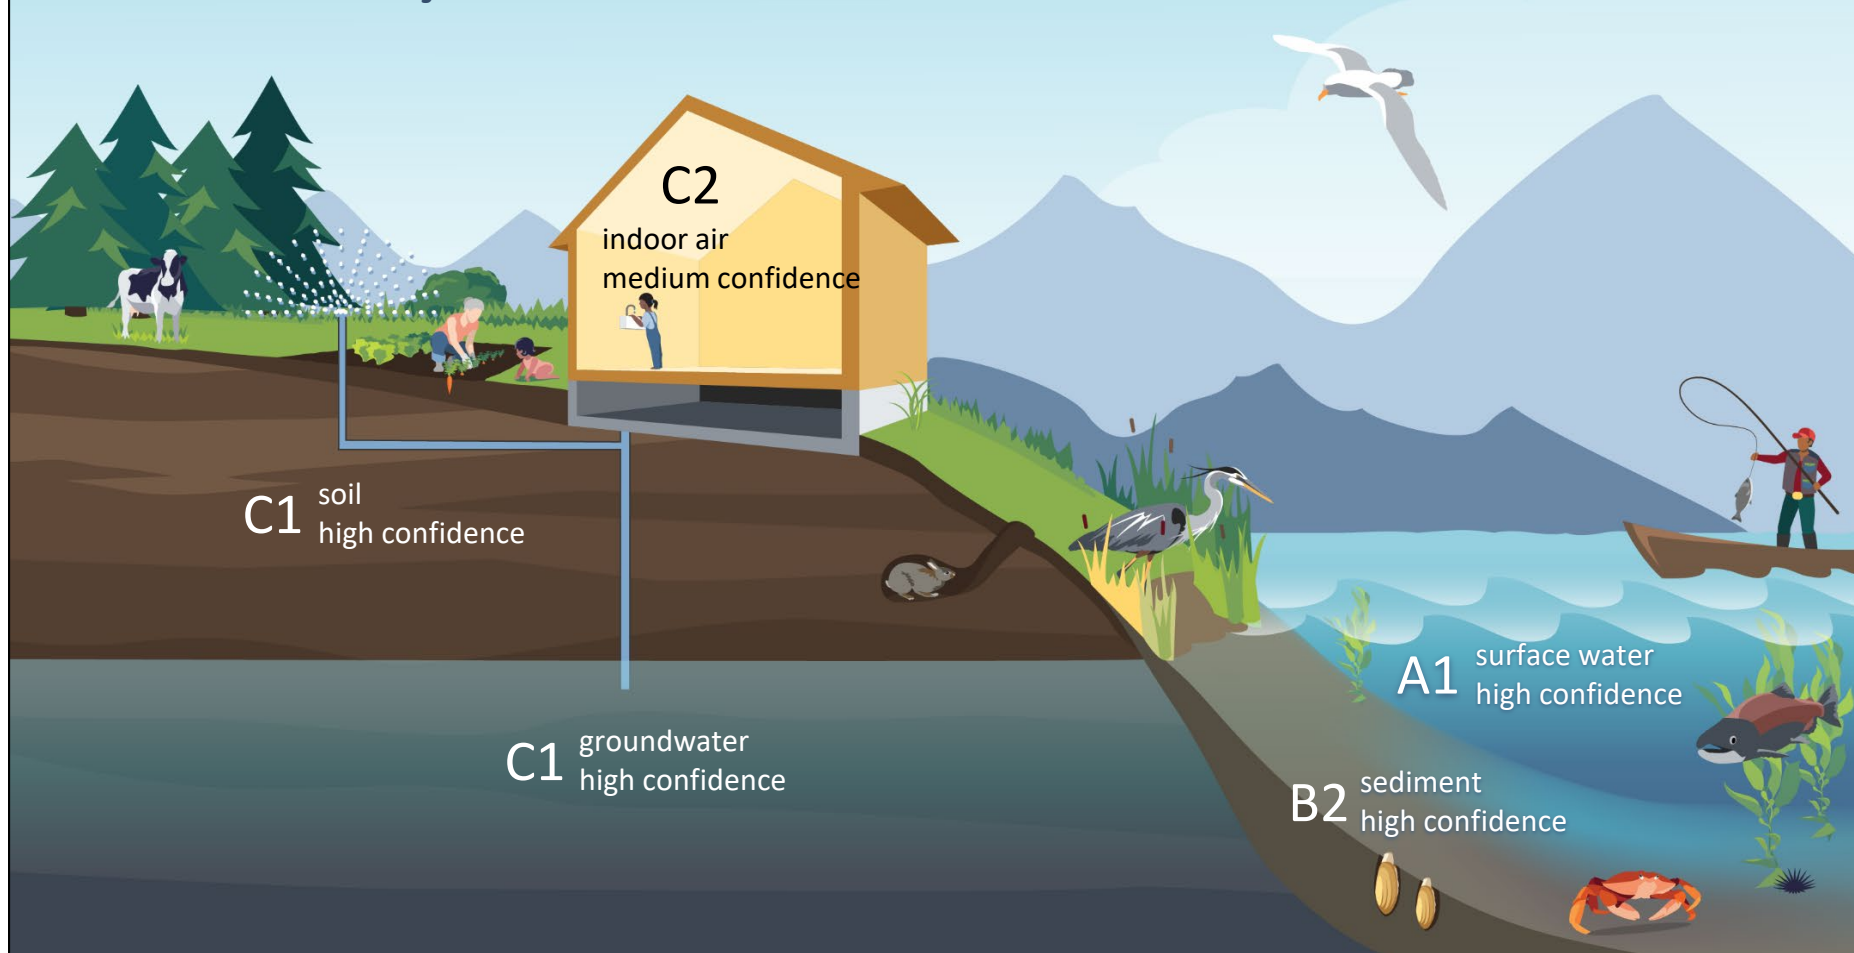 C2
indoor air
medium confidence
C1
soil
high confidence
C1
groundwater
high confidence
A1
surface water
high confidence
B2
sediment
high confidence